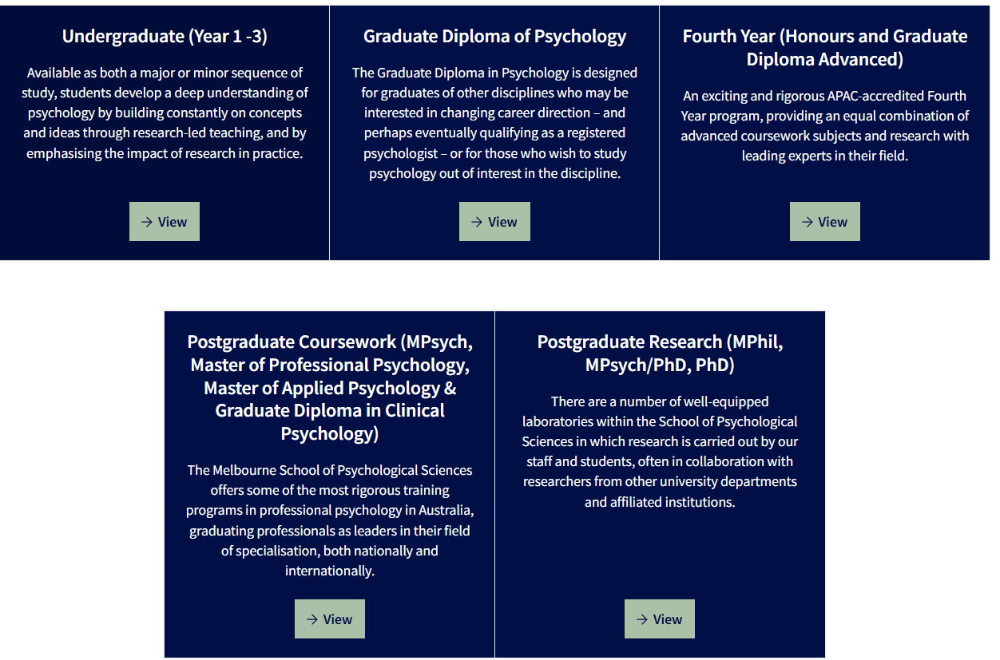 Undergraduate (Year 1 -3)
Available as both a major or minor sequence of
study, students develop a deep understanding of
psychology by building constantly on concepts
and ideas through research-led teaching, and by
emphasising the impact of research in practice.
→ View
Graduate Diploma of Psychology
The Graduate Diploma in Psychology is designed
for graduates of other disciplines who may be
interested in changing career direction – and
perhaps eventually qualifying as a registered
psychologist – or for those who wish to study
psychology out of interest in the discipline.
→ View
Fourth Year (Honours and Graduate
Diploma Advanced)
An exciting and rigorous APAC-accredited Fourth
Year program, providing an equal combination of
advanced coursework subjects and research with
leading experts in their field.
→ View
Postgraduate Coursework (MPsych,
Master of Professional Psychology,
Master of Applied Psychology &
Graduate Diploma in Clinical
Psychology)
The Melbourne School of Psychological Sciences
offers some of the most rigorous training
programs in professional psychology in Australia,
graduating professionals as leaders in their field
of specialisation, both nationally and
internationally.
→ View
Postgraduate Research (MPhil,
MPsych/PhD, PhD)
There are a number of well-equipped
laboratories within the School of Psychological
Sciences in which research is carried out by our
staff and students, often in collaboration with
researchers from other university departments
and affiliated institutions.
→ View